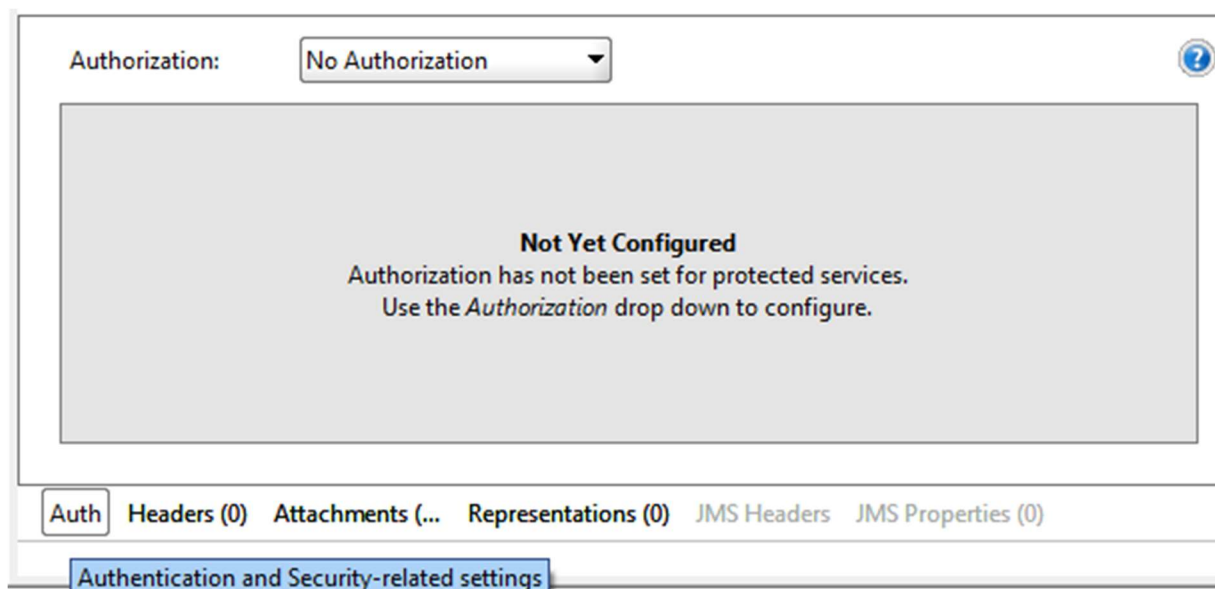 Authorization: No Authorization
Not Yet Configured
Authorization has not been set for protected services.
Use the Authorization drop down to configure.
Auth Headers (0) Attachments (... Representations (0) JMS Headers JMS Properties (0)
Authentication and Security-related settings